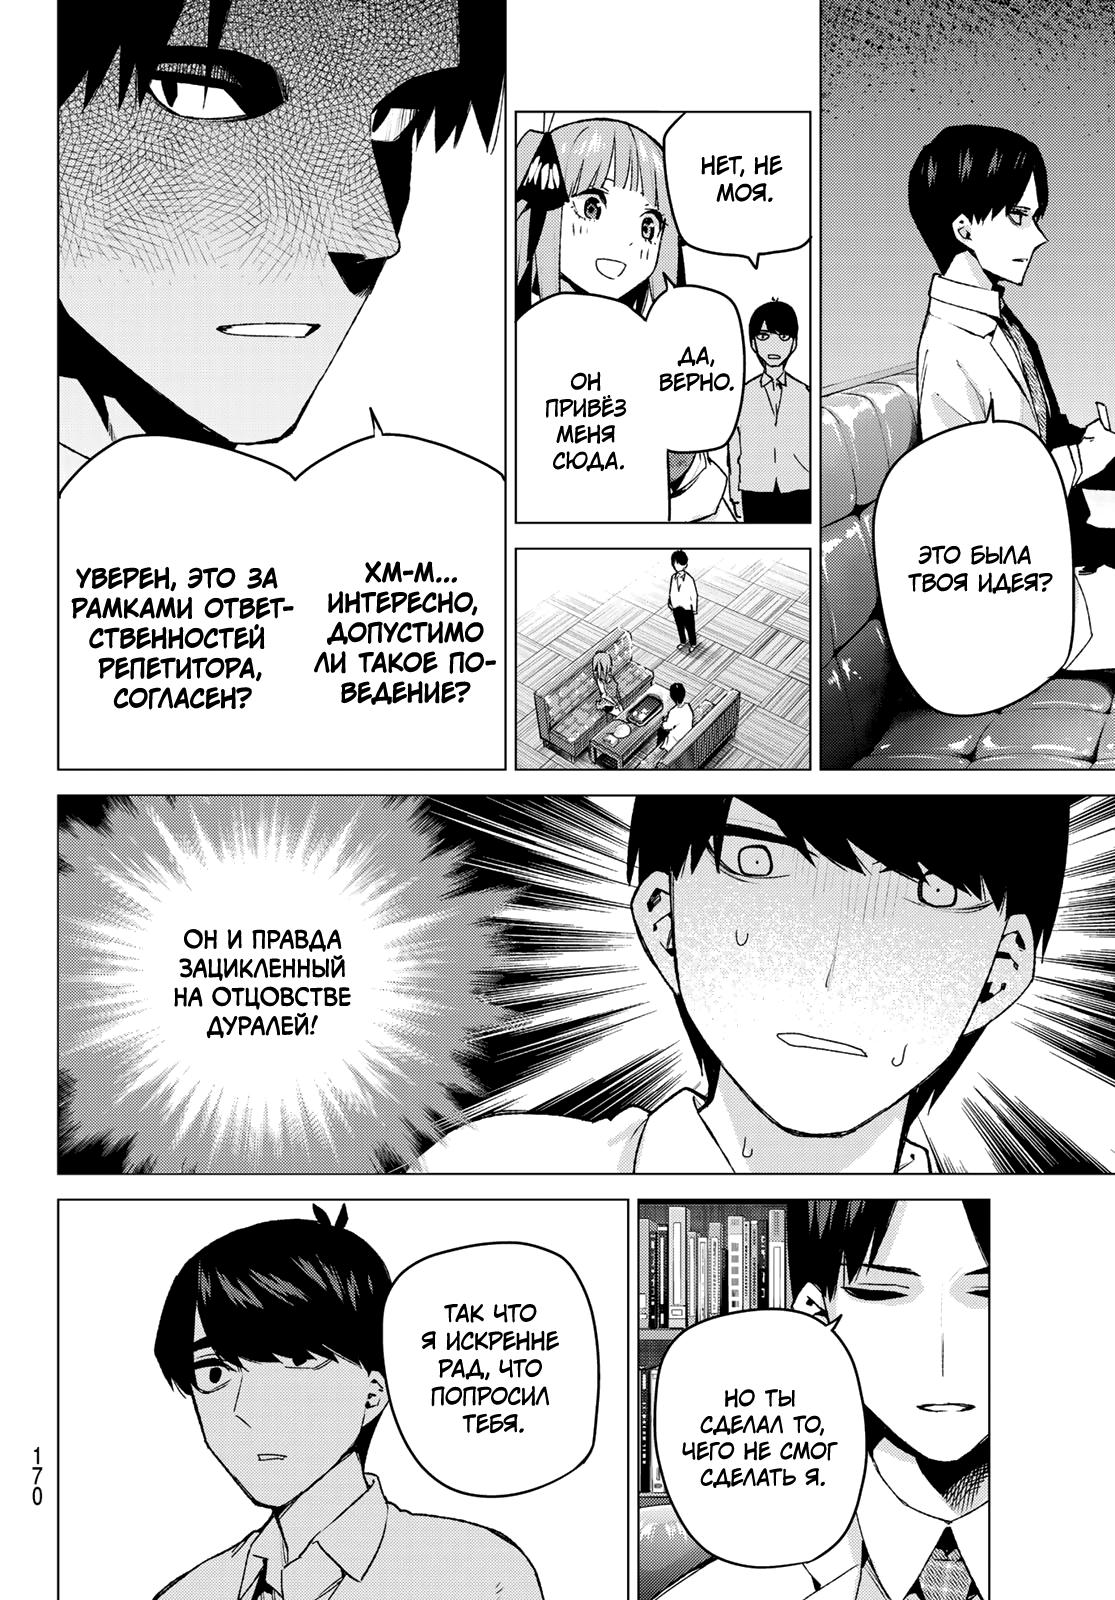 ЭТО БЫЛА
ТВОЯ ИДЕЯ?
НЕТ, НЕ
МОЯ.
ДА,
ВЕРНО.
ОН
ПРИВЁЗ
МЕНЯ
СЮДА.
ХМ-М...
ИНТЕРЕСНО,
ДОПУСТИМО
ЛИ ТАКОЕ ПО-
ВЕДЕНИЕ?
УВЕРЕН, ЭТО ЗА
РАМКАМИ ОТВЕТ-
СТВЕННОСТЕЙ
РЕПЕТИТОРА,
СОГЛАСЕН?
ОН И ПРАВДА
ЗАЦИКЛЕННЫЙ
НА ОТЦОВСТВЕ
ДУРАЛЕЙ!
НО ТЫ
СДЕЛАЛ ТО,
ЧЕГО НЕ СМОГ
СДЕЛАТЬ Я.
ТАК ЧТО
Я ИСКРЕННЕ
РАД, ЧТО
ПОПРОСИЛ
ТЕБЯ.
170